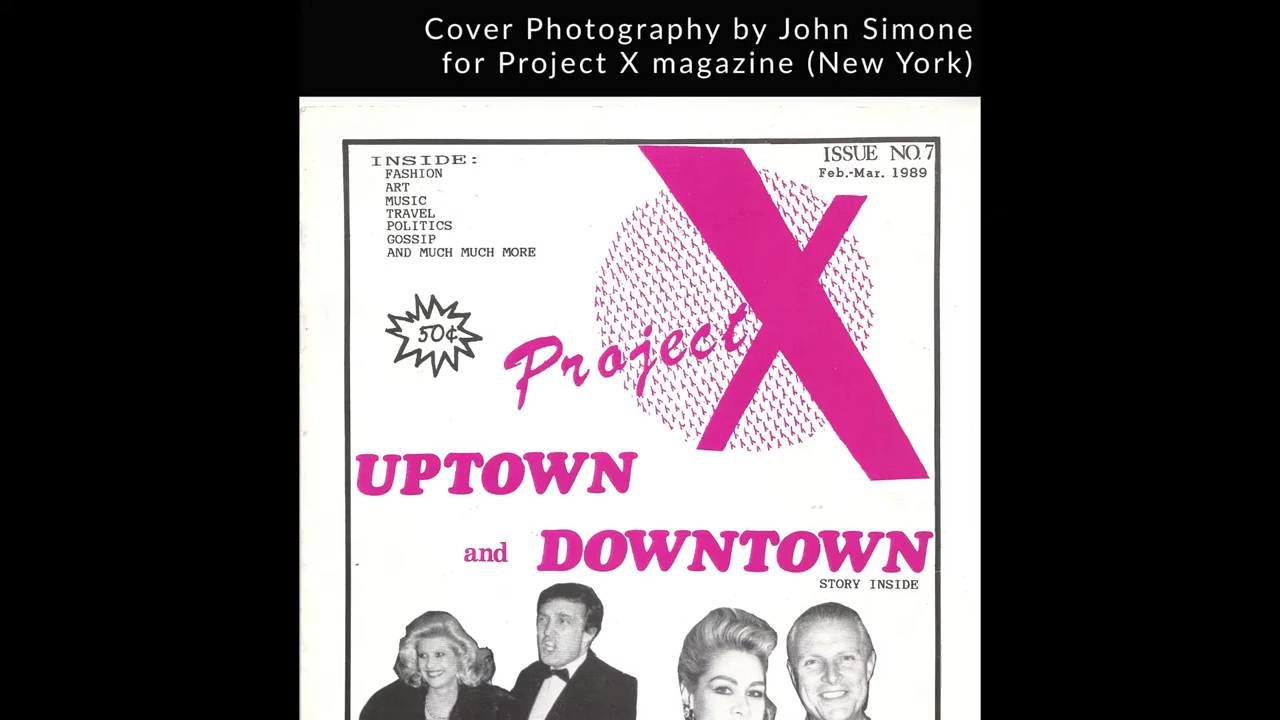 Cover Photography by John Simone
for Project X magazine (New York)
INSIDE:
FASHION
ART
MUSIC
TRAVEL
POLITICS
GOSSIP
AND MUCH MUCH MORE
ISSUE NO.7
Feb.-Mar. 1989
X
50¢
Project
UPTOWN
and DOWNTOWN
STORY INSIDE